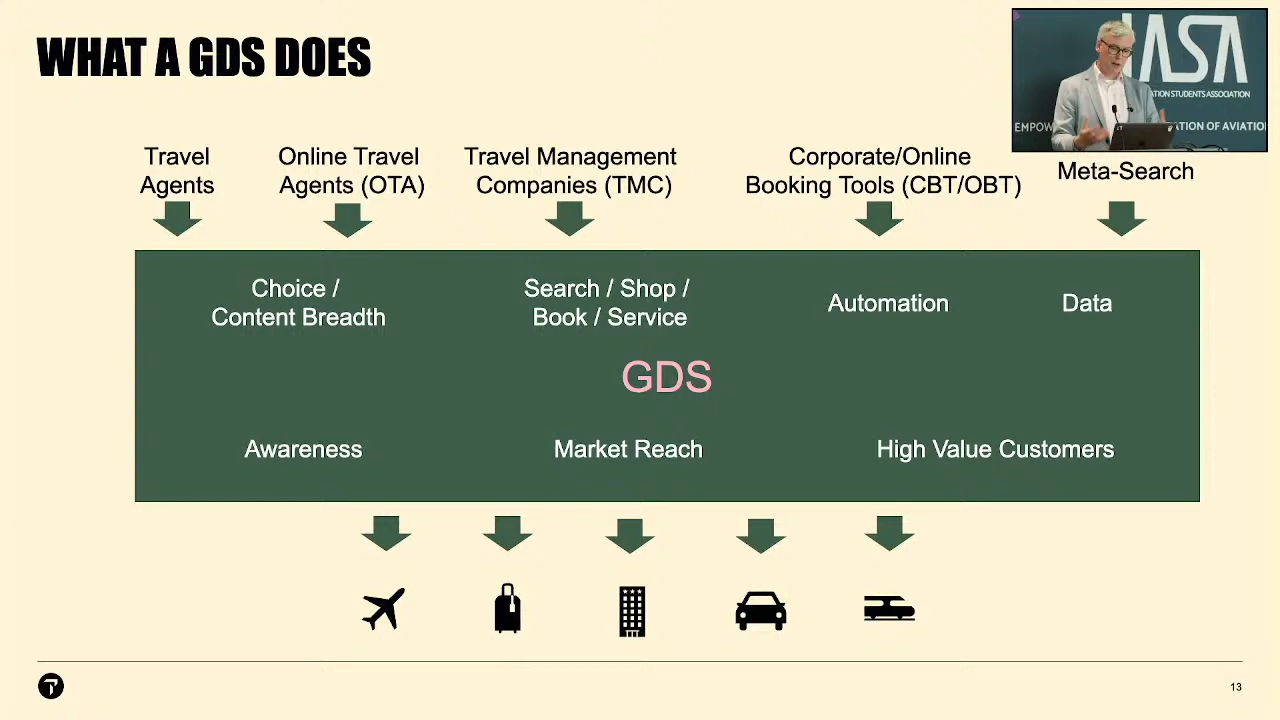 WHAT A GDS DOES
IASA
ATION STUDENTS ASSOCIATION
EMPOW
ATION OF AVIATION
Travel
Agents
Online Travel
Agents (OTA)
Travel Management
Companies (TMC)
Corporate/Online
Booking Tools (CBT/OBT)
Meta-Search
Choice /
Content Breadth
Search / Shop /
Book / Service
Automation
Data
GDS
Awareness
Market Reach
High Value Customers
13